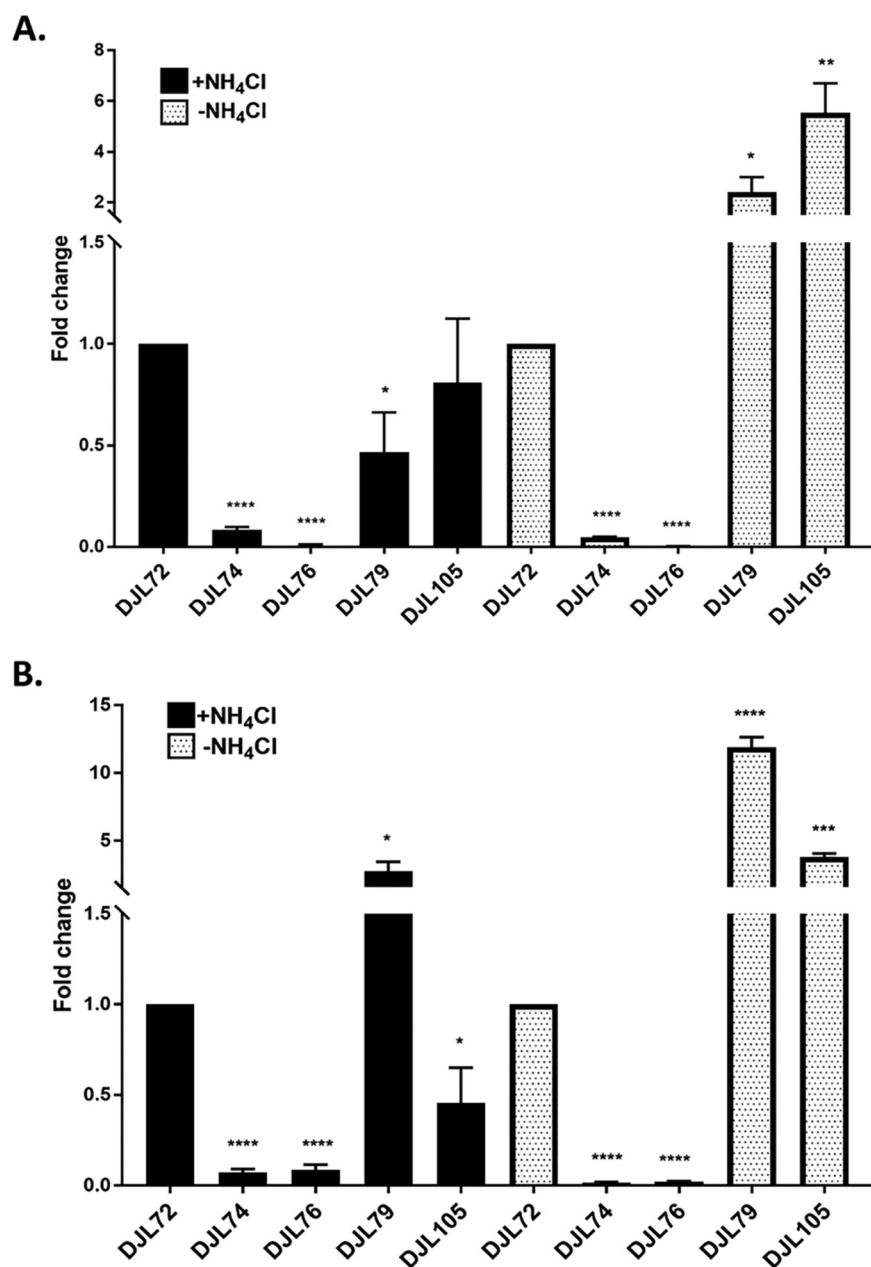 A.
8
6
4
2
1.5
1.0
0.5
0.0
Fold change
+NH₄Cl
-NH₄Cl
****
****
*
****
****
*
**
DJL72
DJL74
DJL76
DJL79
DJL105
DJL72
DJL74
DJL76
DJL79
DJL105
B.
15
10
5
1.5
1.0
0.5
0.0
Fold change
+NH₄Cl
-NH₄Cl
****
****
*
*
****
****
****
***
DJL72
DJL74
DJL76
DJL79
DJL105
DJL72
DJL74
DJL76
DJL79
DJL105